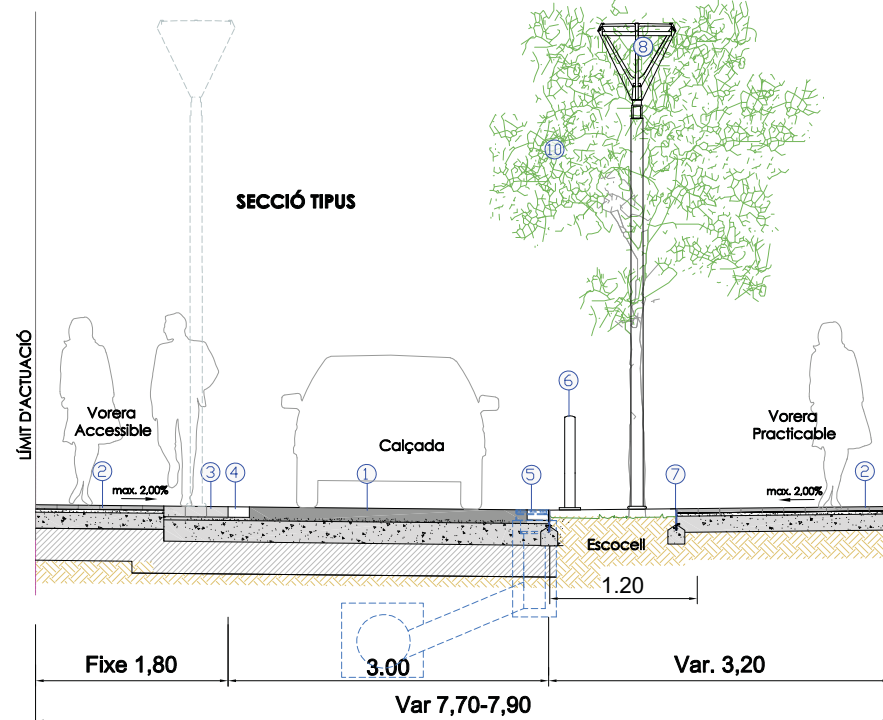 8
10
SECCIÓ TIPUS
LÍMIT D'ACTUACIÓ
6
Vorera
Accessible
Calçada
Vorera
Practicable
2
3
4
1
5
7
2
max. 2,00%
max. 2,00%
Escocell
1.20
Fixe 1,80
3.00
Var. 3,20
Var 7,70-7,90